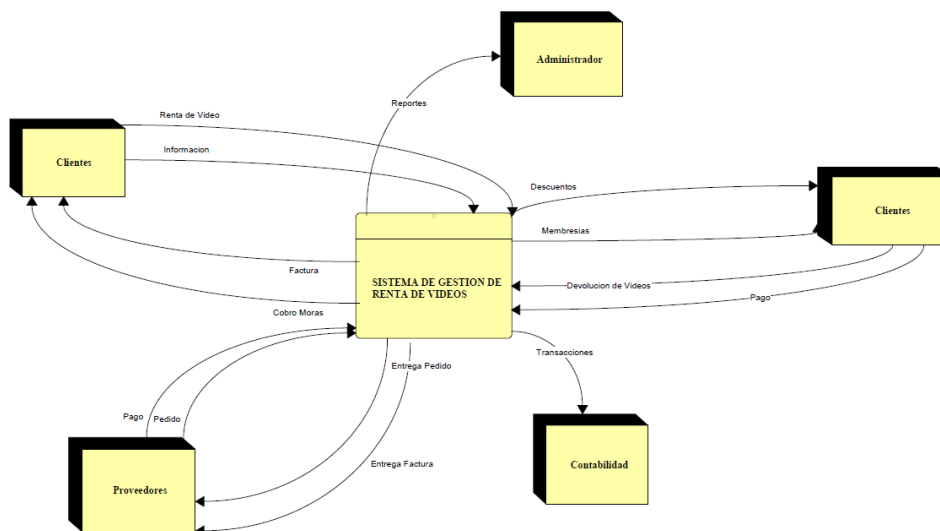 Administrador
Reportes
Renta de Video
Clientes
Informacion
Descuentos
Clientes
Membresias
Factura
SISTEMA DE GESTION DE
RENTA DE VIDEOS
Devolucion de Videos
Pago
Cobro Moras
Transacciones
Entrega Pedido
Pago
Pedido
Entrega Factura
Contabilidad
Proveedores